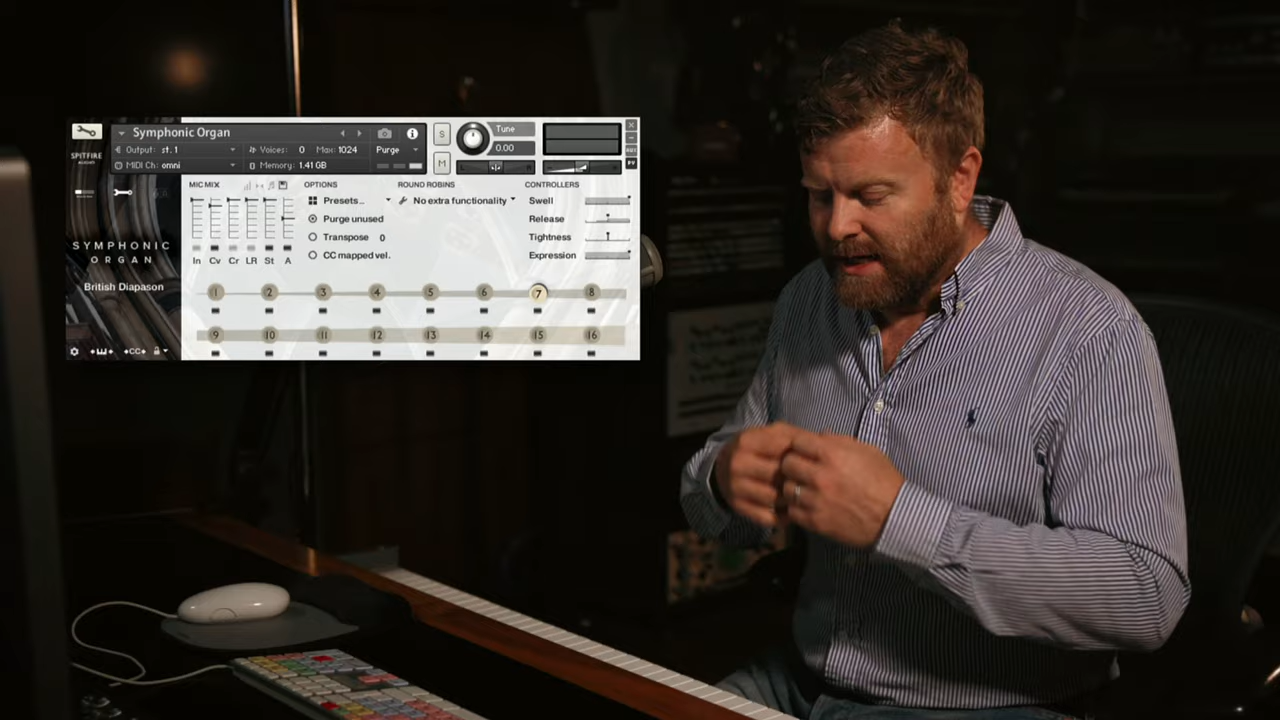 Symphonic Organ
Output: st. 1
Voices: 0 Max: 1024
Purge
MIDI Ch: omni
Memory: 1.41 GB
S
M
Tune
0.00
SPITFIRE
AUDIO
SYMPHONIC
ORGAN
British Diapason
MIC MIX
In Cv Cr LR St A
OPTIONS
Presets...
Purge unused
Transpose 0
CC mapped vel.
ROUND ROBINS
No extra functionality
CONTROLLERS
Swell
Release
Tightness
Expression
1 2 3 4 5 6 7 8
9 10 11 12 13 14 15 16
CC